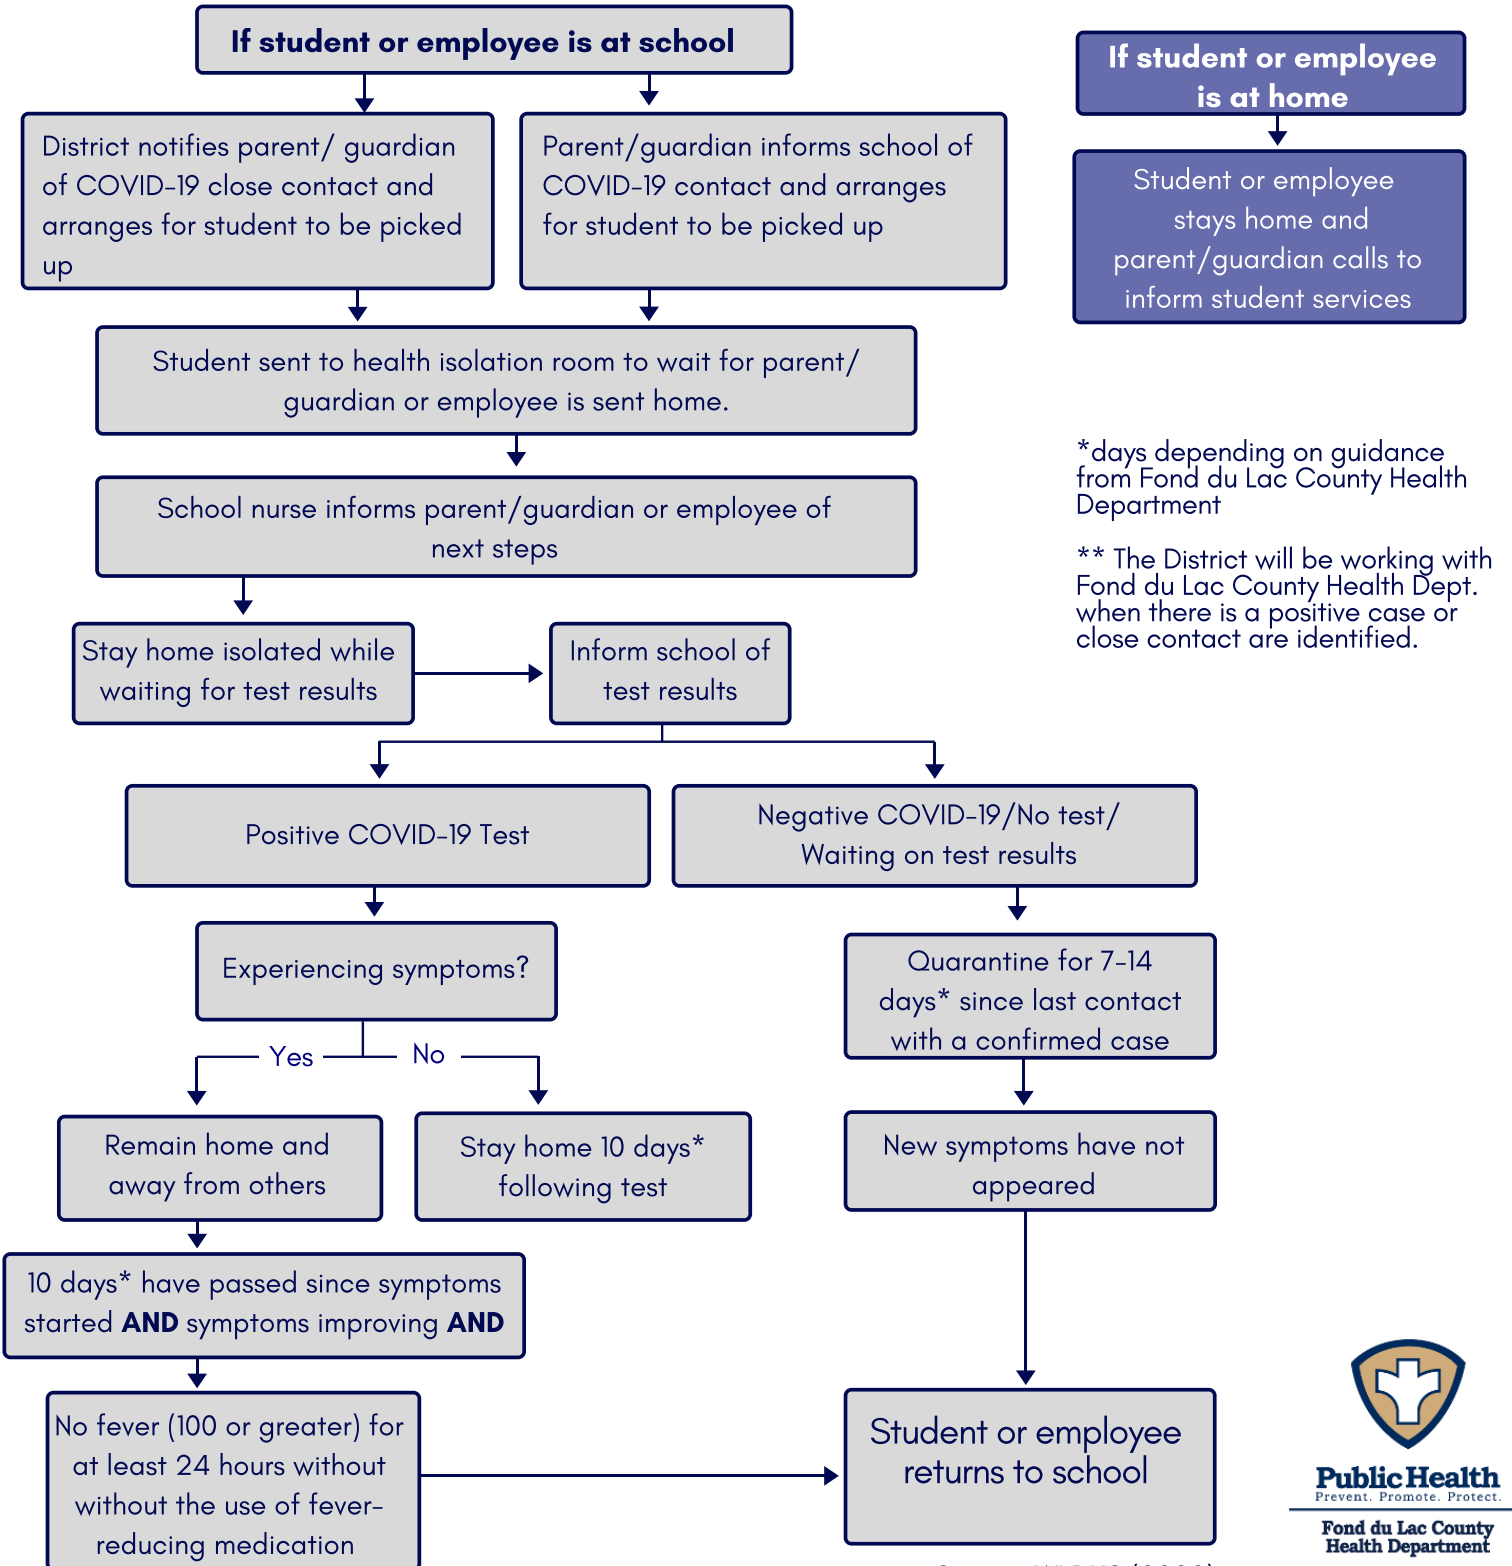 If student or employee is at school
If student or employee
is at home
District notifies parent/ guardian
of COVID-19 close contact and
arranges for student to be picked
up
Parent/guardian informs school of
COVID-19 contact and arranges
for student to be picked up
Student or employee
stays home and
parent/guardian calls to
inform student services
Student sent to health isolation room to wait for parent/
guardian or employee is sent home.
School nurse informs parent/guardian or employee of
next steps
*days depending on guidance
from Fond du Lac County Health
Department
** The District will be working with
Fond du Lac County Health Dept.
when there is a positive case or
close contact are identified.
Stay home isolated while
waiting for test results
Inform school of
test results
Positive COVID-19 Test
Negative COVID-19/No test/
Waiting on test results
Experiencing symptoms?
Quarantine for 7-14
days* since last contact
with a confirmed case
Yes
No
Remain home and
away from others
Stay home 10 days*
following test
New symptoms have not
appeared
10 days* have passed since symptoms
started AND symptoms improving AND
No fever (100 or greater) for
at least 24 hours without
without the use of fever-
reducing medication
Student or employee
returns to school
Public Health
Prevent. Promote. Protect.
Fond du Lac County
Health Department